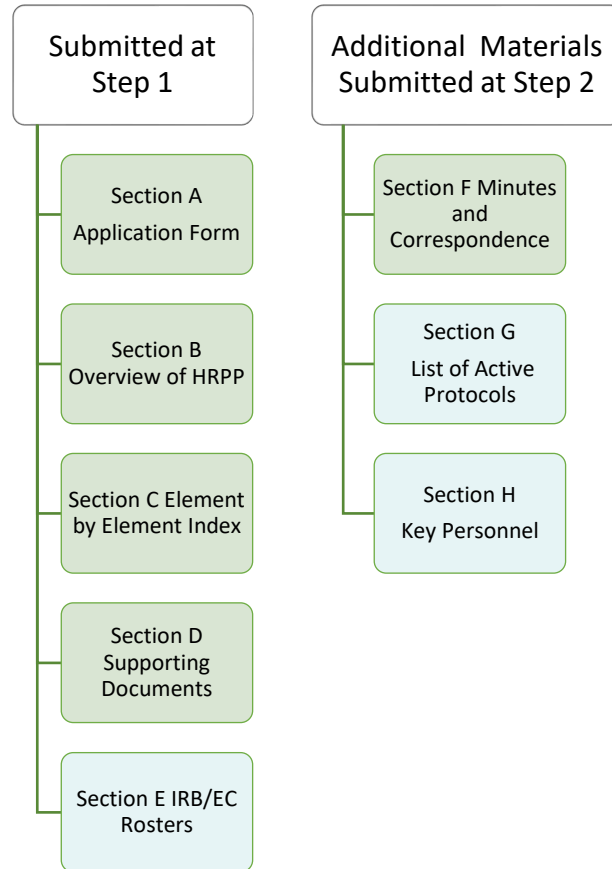 Submitted at
Step 1
Section A
Application Form
Section B
Overview of HRPP
Section C Element
by Element Index
Section D
Supporting
Documents
Section E IRB/EC
Rosters
Additional Materials
Submitted at Step 2
Section F Minutes
and
Correspondence
Section G
List of Active
Protocols
Section H
Key Personnel